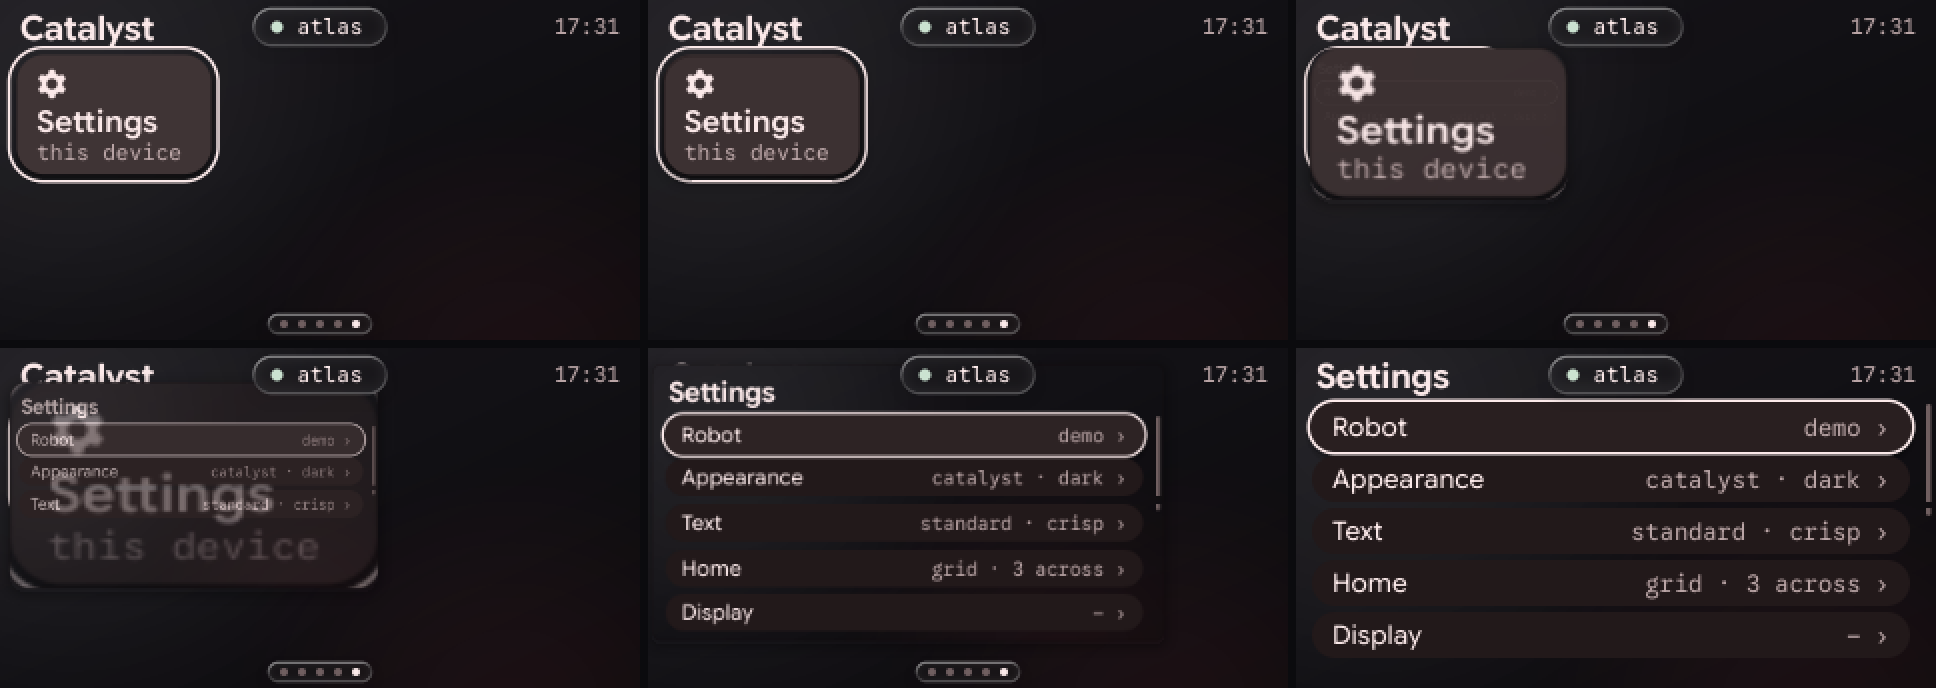 Catalyst
atlas
17:31
Settings
this device
Catalyst
atlas
17:31
Settings
this device
Catalyst
atlas
17:31
Settings
this device
Catalyst
atlas
17:31
Settings
Robot demo ›
Appearance catalyst · dark ›
Settings
Text standard · crisp ›
this device
atlas
17:31
Settings
Robot demo ›
Appearance catalyst · dark ›
Text standard · crisp ›
Home grid · 3 across ›
Display – ›
Settings
atlas
17:31
Robot demo ›
Appearance catalyst · dark ›
Text standard · crisp ›
Home grid · 3 across ›
Display – ›